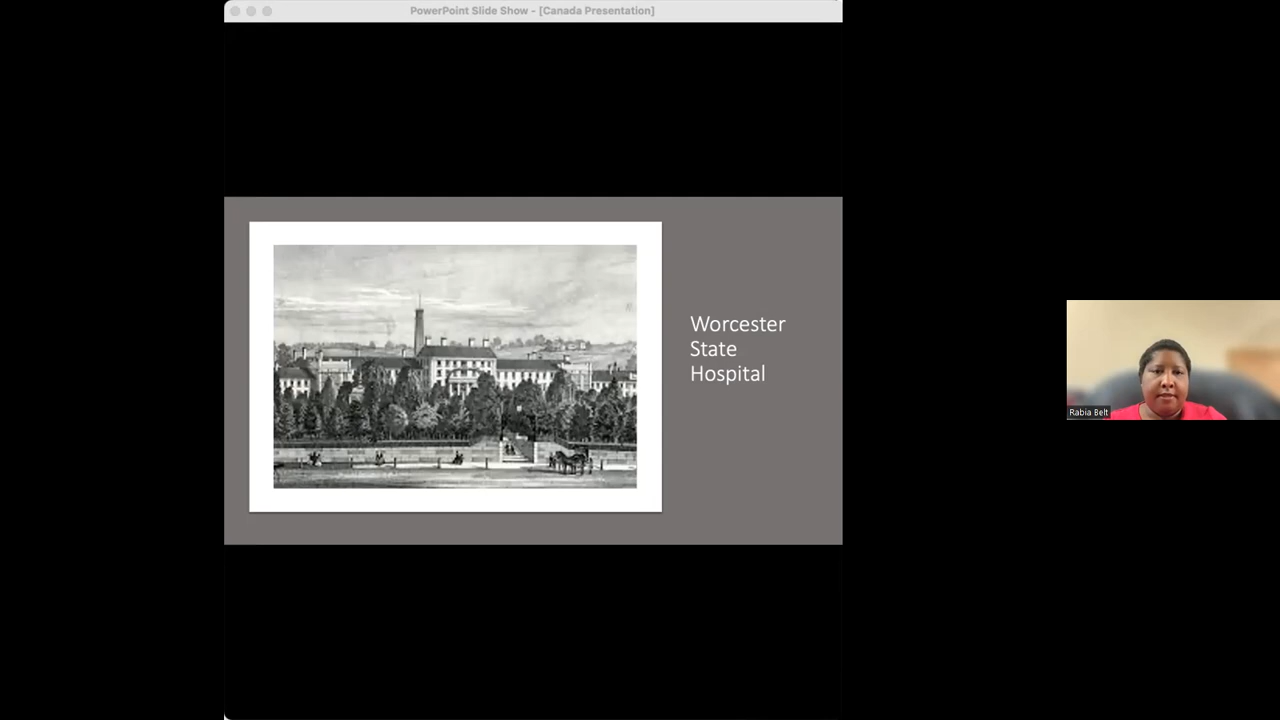 PowerPoint Slide Show - [Canada Presentation]
Worcester
State
Hospital
Rabia Belt